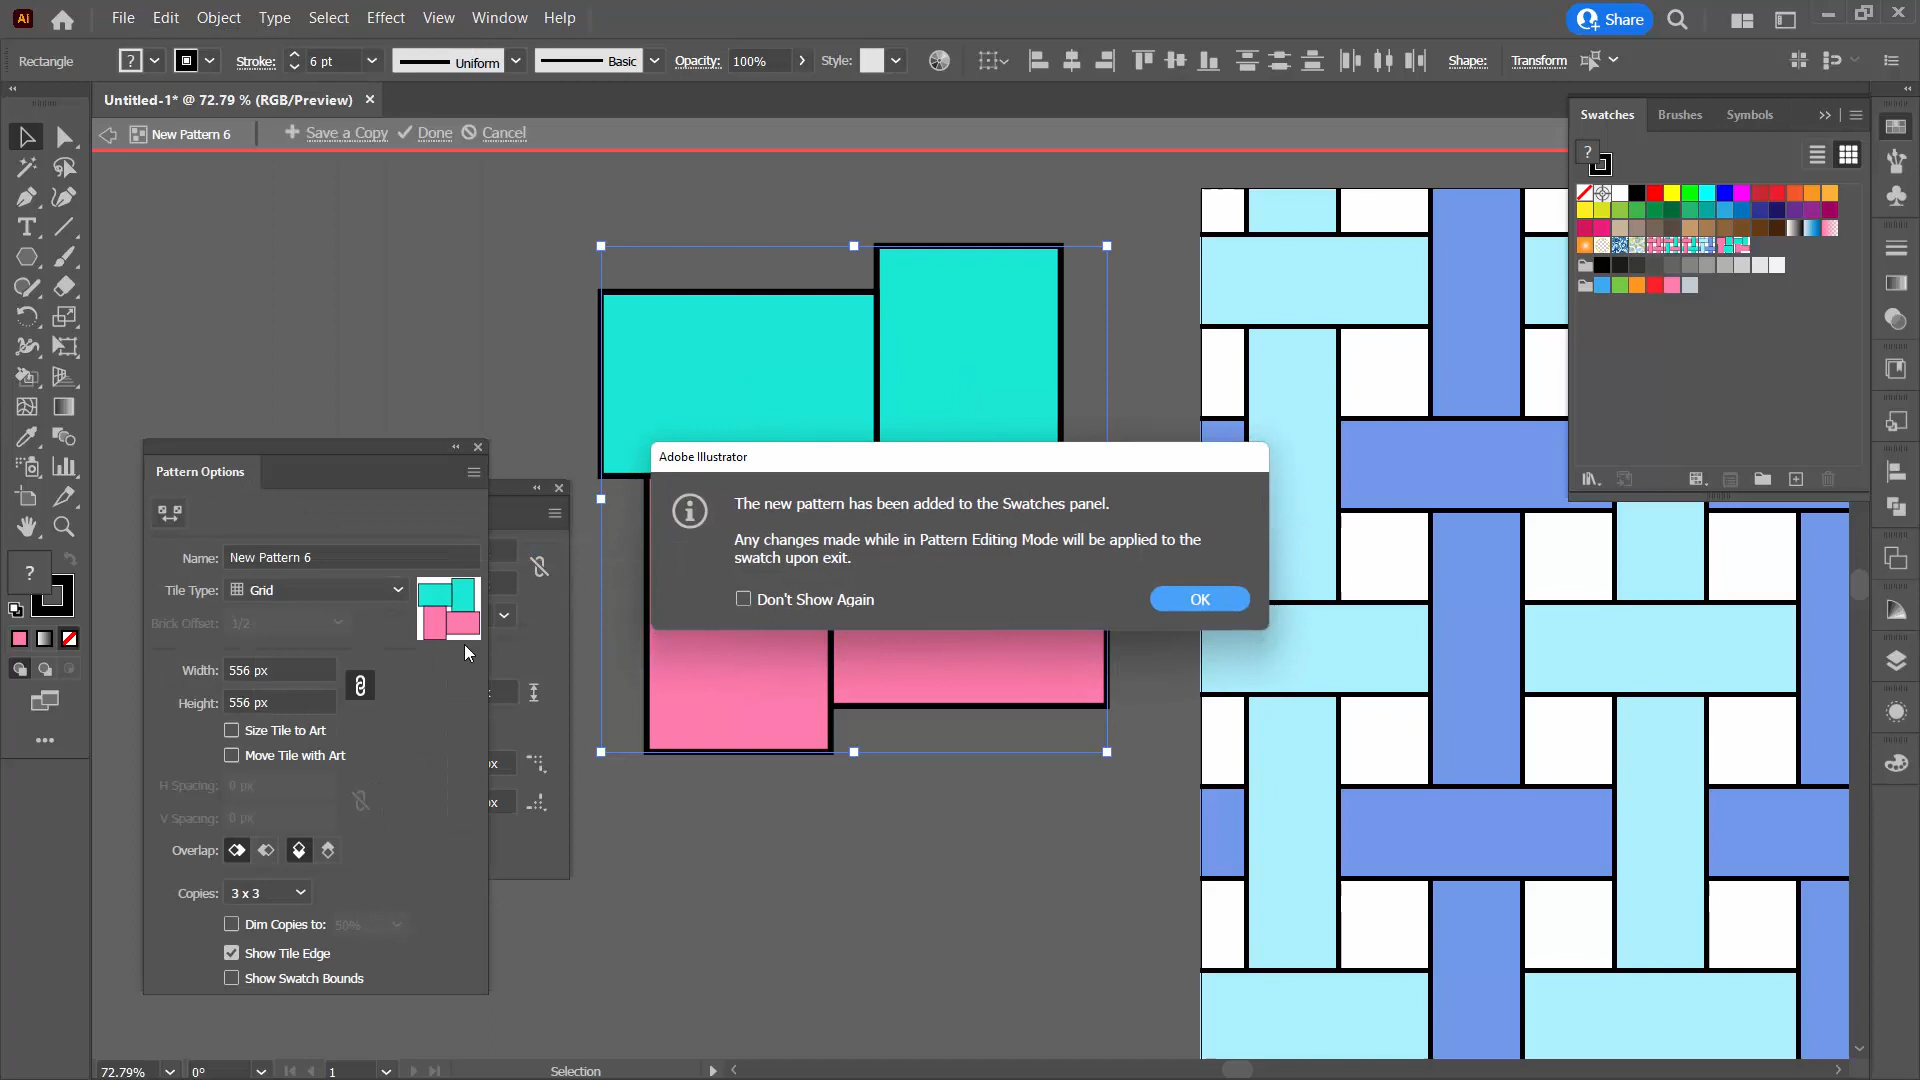 Ai
File Edit Object Type Select Effect View Window Help
Share
Rectangle
?
Stroke: 6 pt
Uniform
Basic
Opacity: 100%
Style:
Shape:
Transform
Untitled-1* @ 72.79 % (RGB/Preview)
New Pattern 6
Save a Copy
Done
Cancel
Swatches
Brushes
Symbols
?
Adobe Illustrator
The new pattern has been added to the Swatches panel.
Any changes made while in Pattern Editing Mode will be applied to the
swatch upon exit.
Don't Show Again
OK
Pattern Options
Name: New Pattern 6
Tile Type: Grid
Brick Offset: 1/2
Width: 556 px
Height: 556 px
Size Tile to Art
Move Tile with Art
H Spacing: 0 px
V Spacing: 0 px
Overlap:
Copies: 3 x 3
Dim Copies to: 50%
Show Tile Edge
Show Swatch Bounds
px
px
?
72.79%
0°
1
Selection